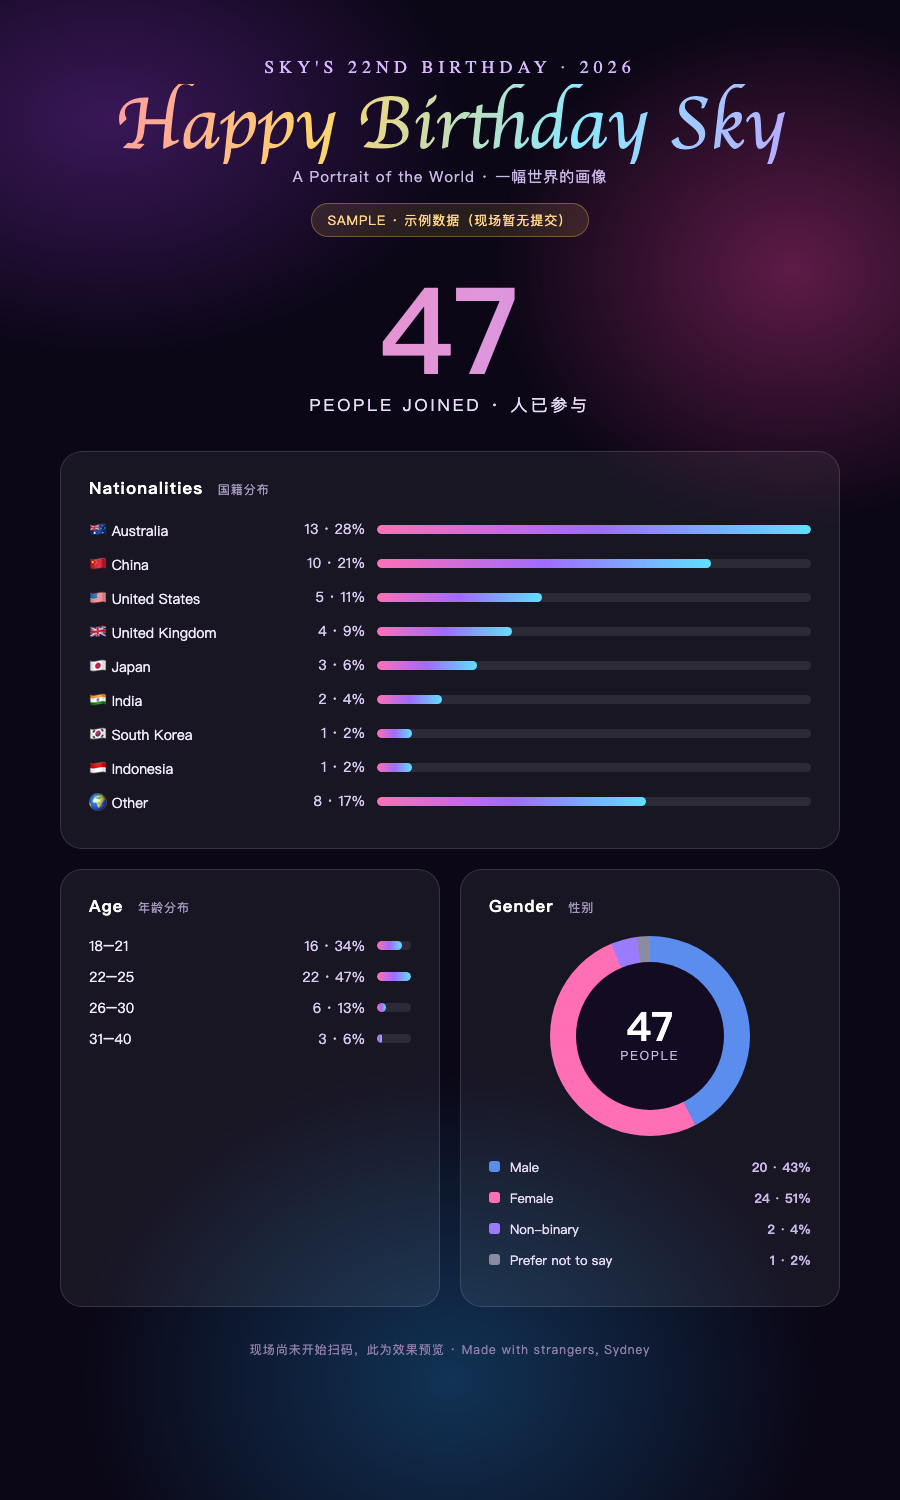 SKY'S 22ND BIRTHDAY · 2026
Happy Birthday Sky
A Portrait of the World · 一幅世界的画像
SAMPLE · 示例数据（现场暂无提交）
47
PEOPLE JOINED · 人已参与
Nationalities 国籍分布
Australia 13 · 28%
China 10 · 21%
United States 5 · 11%
United Kingdom 4 · 9%
Japan 3 · 6%
India 2 · 4%
South Korea 1 · 2%
Indonesia 1 · 2%
Other 8 · 17%
Age 年龄分布
18—21 16 · 34%
22—25 22 · 47%
26—30 6 · 13%
31—40 3 · 6%
Gender 性别
47
PEOPLE
Male 20 · 43%
Female 24 · 51%
Non-binary 2 · 4%
Prefer not to say 1 · 2%
现场尚未开始扫码，此为效果预览 · Made with strangers, Sydney